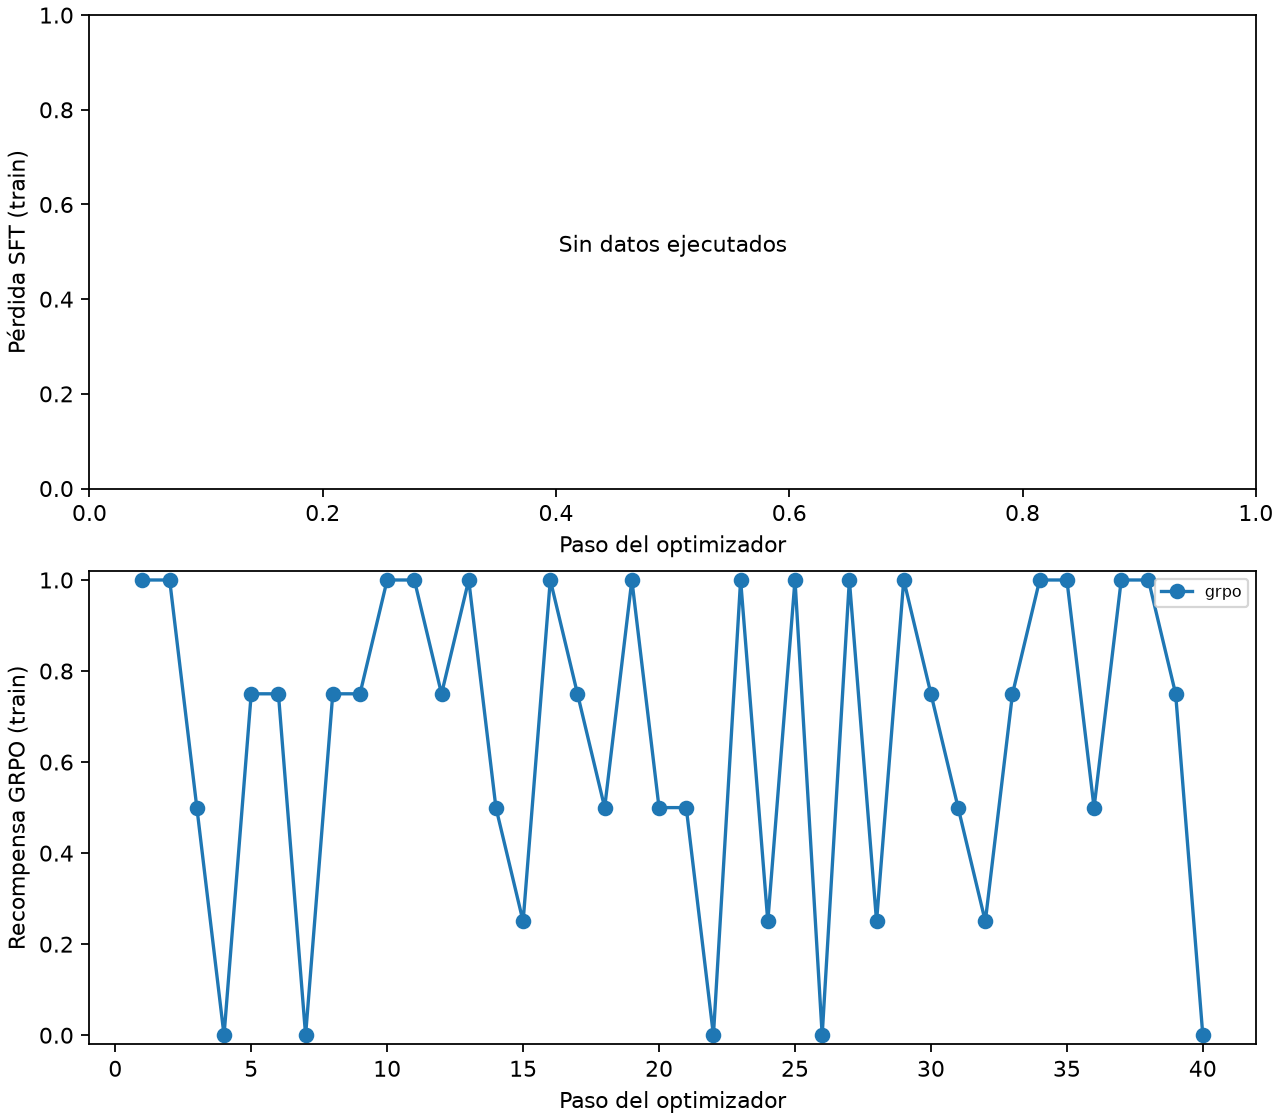 1.0
0.8
0.6
0.4
0.2
0.0
Pérdida SFT (train)
Sin datos ejecutados
0.0 0.2 0.4 0.6 0.8 1.0
Paso del optimizador
1.0
0.8
0.6
0.4
0.2
0.0
Recompensa GRPO (train)
grpo
0 5 10 15 20 25 30 35 40
Paso del optimizador